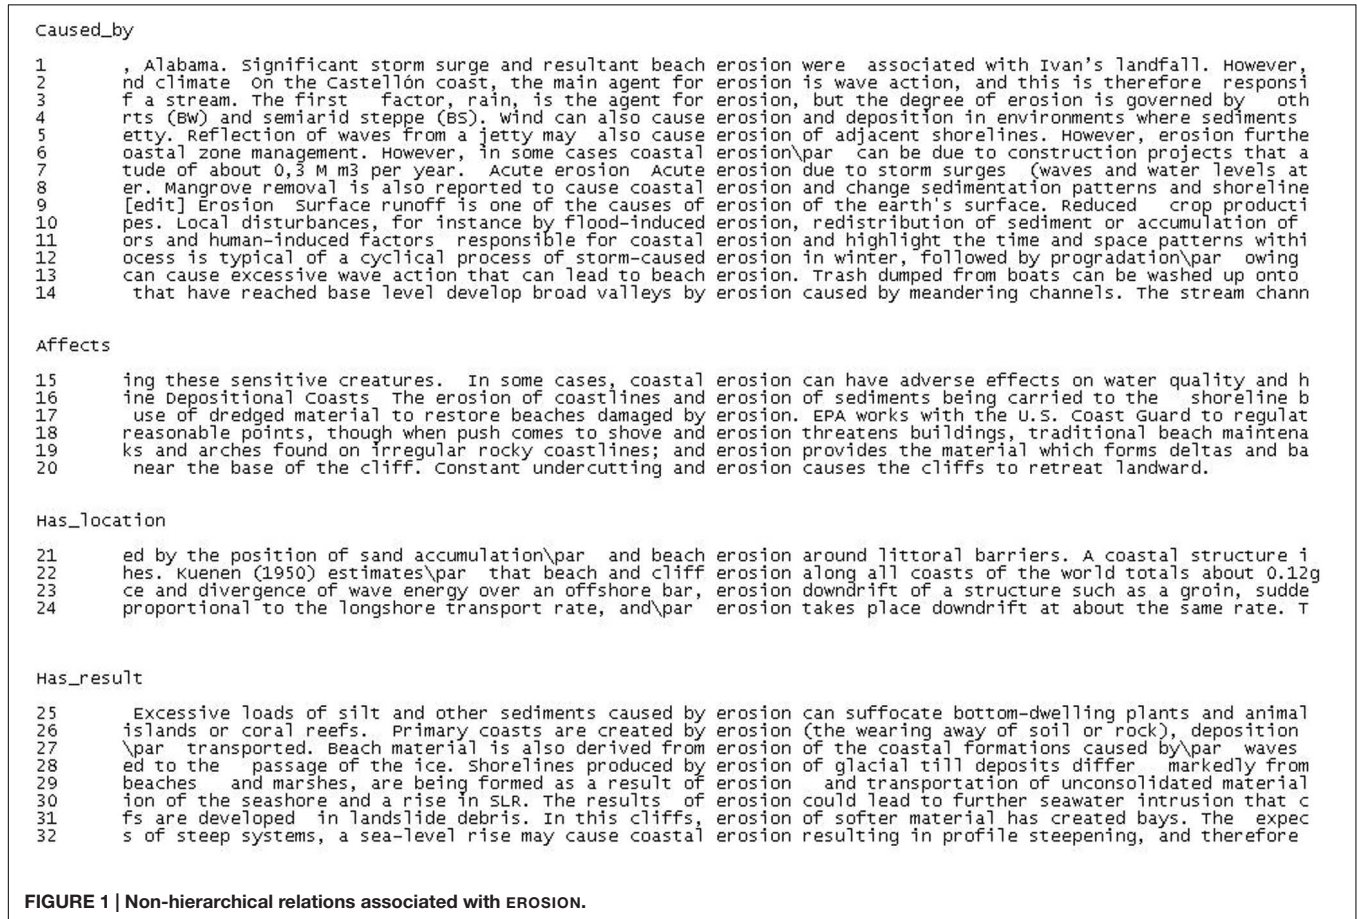 Caused_by
1 , Alabama. Significant storm surge and resultant beach erosion were associated with Ivan's landfall. However,
2 nd climate On the Castellón coast, the main agent for erosion is wave action, and this is therefore responsi
3 f a stream. The first factor, rain, is the agent for erosion, but the degree of erosion is governed by oth
4 rts (BW) and semiarid steppe (BS). Wind can also cause erosion and deposition in environments where sediments
5 etty. Reflection of waves from a jetty may also cause erosion of adjacent shorelines. However, erosion furthe
6 oastal zone management. However, in some cases coastal erosion\par can be due to construction projects that a
7 tude of about 0,3 M m3 per year. Acute erosion Acute erosion due to storm surges (waves and water levels at
8 er. Mangrove removal is also reported to cause coastal erosion and change sedimentation patterns and shoreline
9 [edit] Erosion Surface runoff is one of the causes of erosion of the earth's surface. Reduced crop producti
10 pes. Local disturbances, for instance by flood-induced erosion, redistribution of sediment or accumulation of
11 ors and human-induced factors responsible for coastal erosion and highlight the time and space patterns withi
12 ocess is typical of a cyclical process of storm-caused erosion in winter, followed by progradation\par owing
13 can cause excessive wave action that can lead to beach erosion. Trash dumped from boats can be washed up onto
14 that have reached base level develop broad valleys by erosion caused by meandering channels. The stream chann
Affects
15 ing these sensitive creatures. In some cases, coastal erosion can have adverse effects on water quality and h
16 ine Depositional Coasts The erosion of coastlines and erosion of sediments being carried to the shoreline b
17 use of dredged material to restore beaches damaged by erosion. EPA works with the U.S. Coast Guard to regulat
18 reasonable points, though when push comes to shove and erosion threatens buildings, traditional beach maintena
19 ks and arches found on irregular rocky coastlines; and erosion provides the material which forms deltas and ba
20 near the base of the cliff. Constant undercutting and erosion causes the cliffs to retreat landward.
Has_location
21 ed by the position of sand accumulation\par and beach erosion around littoral barriers. A coastal structure i
22 hes. Kuenen (1950) estimates\par that beach and cliff erosion along all coasts of the world totals about 0.12g
23 ce and divergence of wave energy over an offshore bar, erosion downdrift of a structure such as a groin, sudde
24 proportional to the longshore transport rate, and\par erosion takes place downdrift at about the same rate. T
Has_result
25 Excessive loads of silt and other sediments caused by erosion can suffocate bottom-dwelling plants and animal
26 islands or coral reefs. Primary coasts are created by erosion (the wearing away of soil or rock), deposition
27 \par transported. Beach material is also derived from erosion of the coastal formations caused by\par waves
28 ed to the passage of the ice. Shorelines produced by erosion of glacial till deposits differ markedly from
29 beaches and marshes, are being formed as a result of erosion and transportation of unconsolidated material
30 ion of the seashore and a rise in SLR. The results of erosion could lead to further seawater intrusion that c
31 fs are developed in landslide debris. In this cliffs, erosion of softer material has created bays. The expec
32 s of steep systems, a sea-level rise may cause coastal erosion resulting in profile steepening, and therefore
FIGURE 1 | Non-hierarchical relations associated with EROSION.